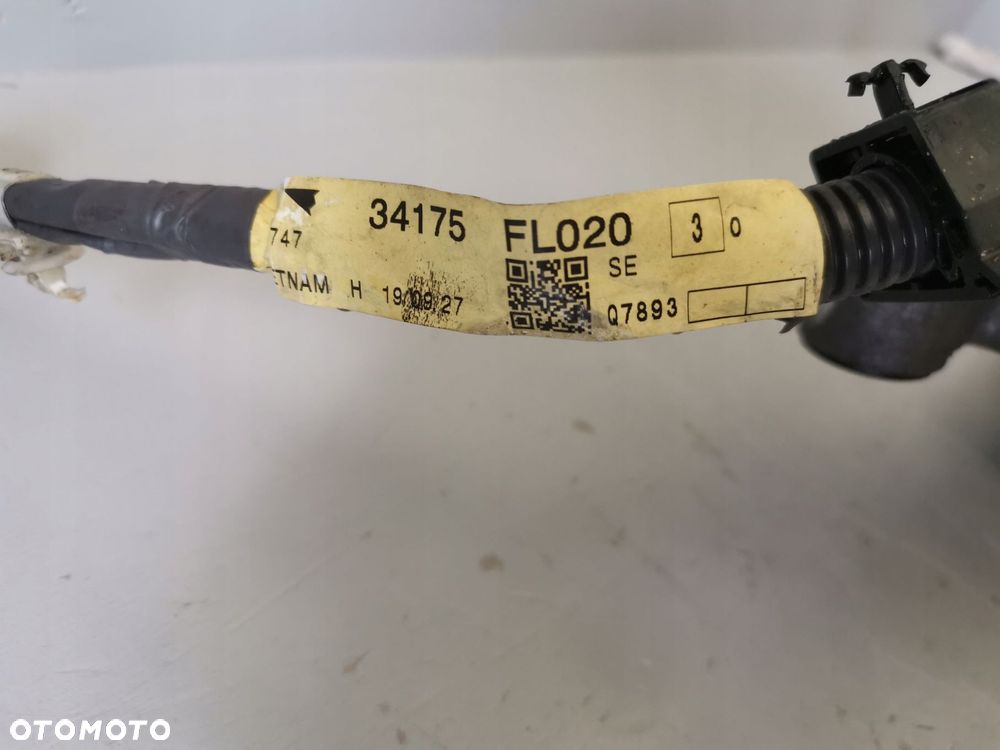 34175 FL020 3 0
747
SE
ETNAM H 19/09/27
Q7893
OTOMOTO